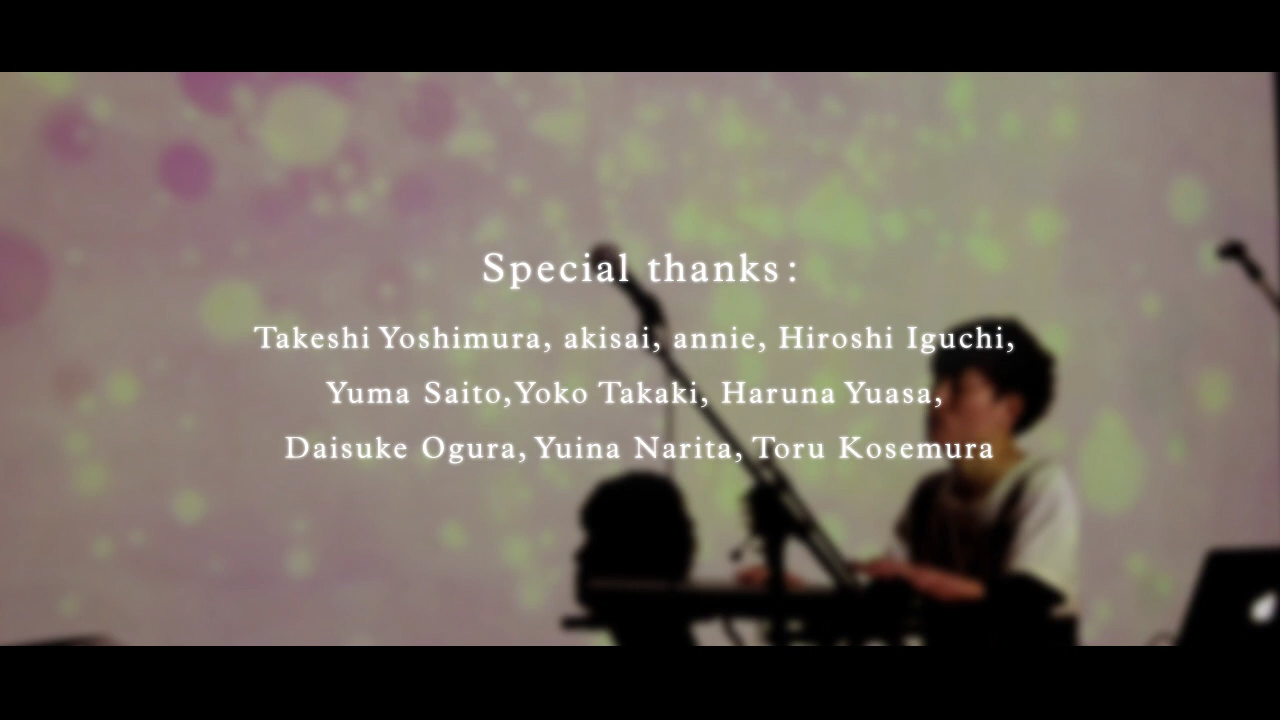 Special thanks:
Takeshi Yoshimura, akisai, annie, Hiroshi Iguchi,
Yuma Saito,Yoko Takaki, Haruna Yuasa,
Daisuke Ogura, Yuina Narita, Toru Kosemura